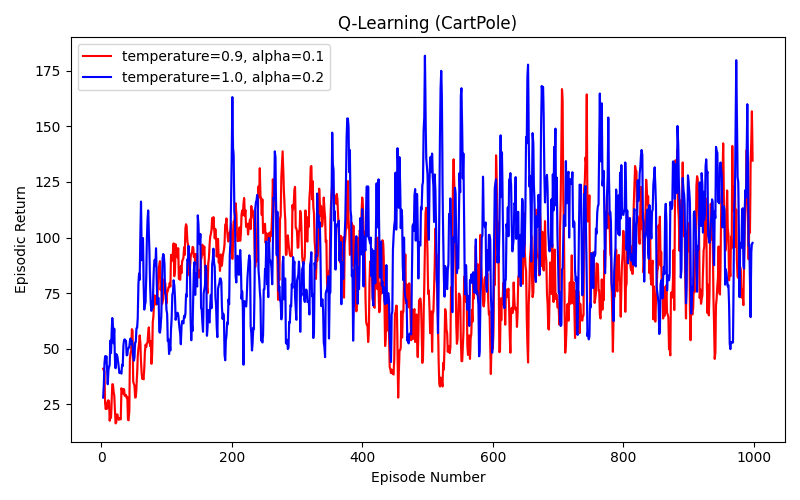 Q-Learning (CartPole)
temperature=0.9, alpha=0.1
temperature=1.0, alpha=0.2
Episodic Return
175
150
125
100
75
50
25
0
200
400
600
800
1000
Episode Number